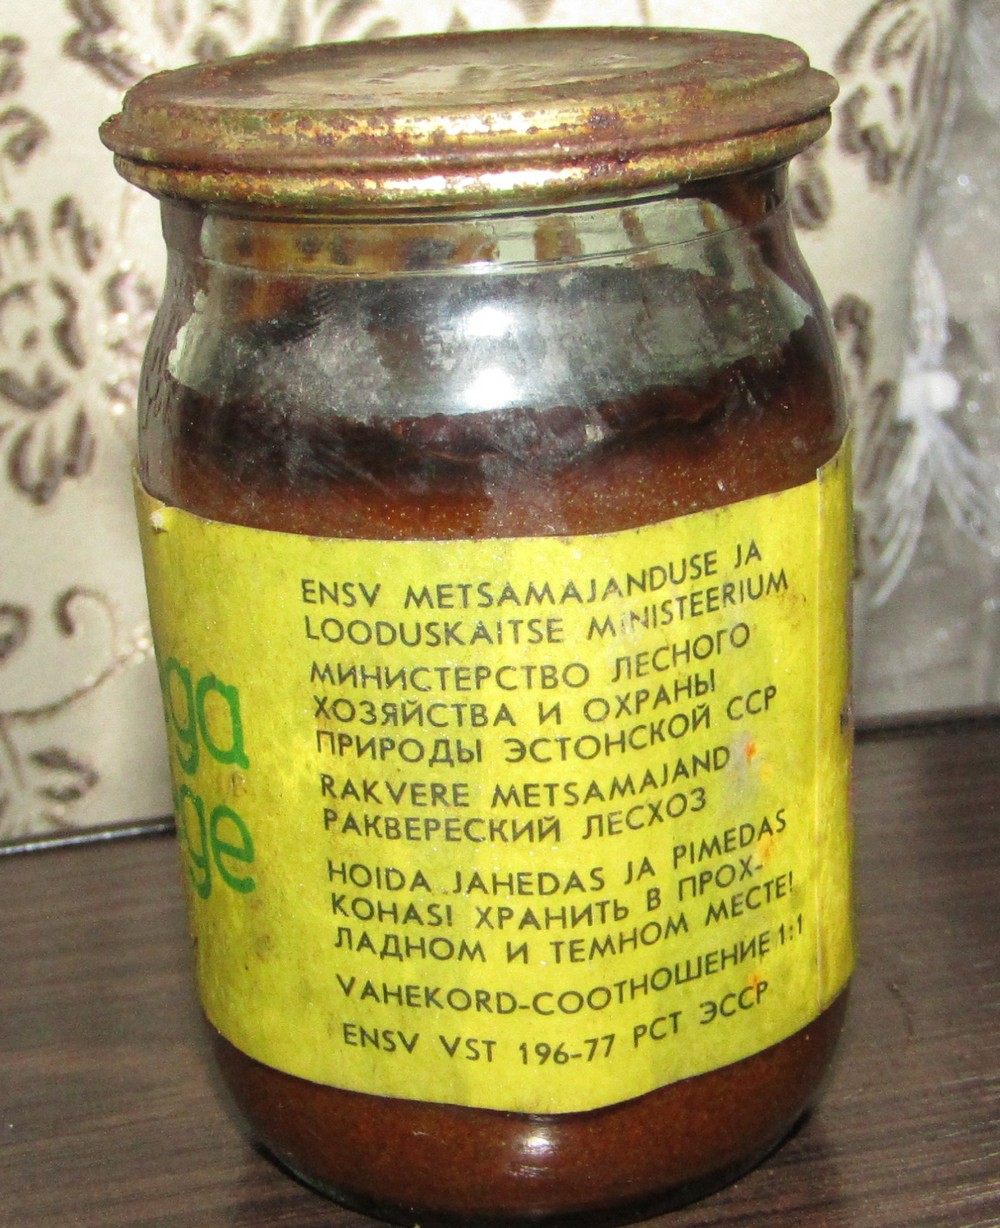 ENSV METSAMAJANDUSE JA
LOODUSKAITSE MINISTEERIUM
МИНИСТЕРСТВО ЛЕСНОГО
ХОЗЯЙСТВА И ОХРАНЫ
ПРИРОДЫ ЭСТОНСКОЙ ССР
RAKVERE METSAMAJAND
РАКВЕРЕСКИЙ ЛЕСХОЗ
HOIDA JAHEDAS JA PIMEDAS
KOHAS! ХРАНИТЬ В ПРОХ-
ЛАДНОМ И ТЕМНОМ МЕСТЕ!
VAHEKORD-СООТНОШЕНИЕ 1:1
ENSV VST 196-77 РСТ ЭССР